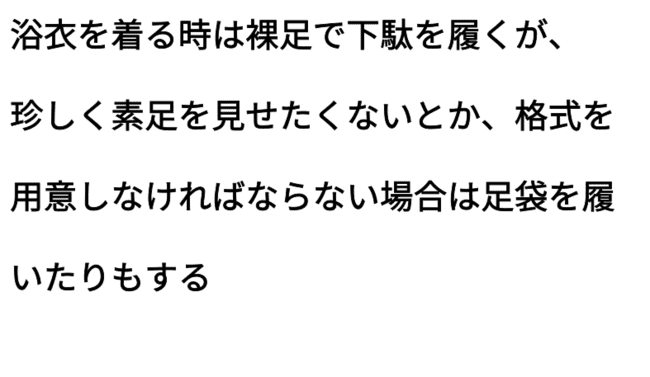 浴衣を着る時は裸足で下駄を履くが、
珍しく素足を見せたくないとか、格式を
用意しなければならない場合は足袋を履
いたりもする